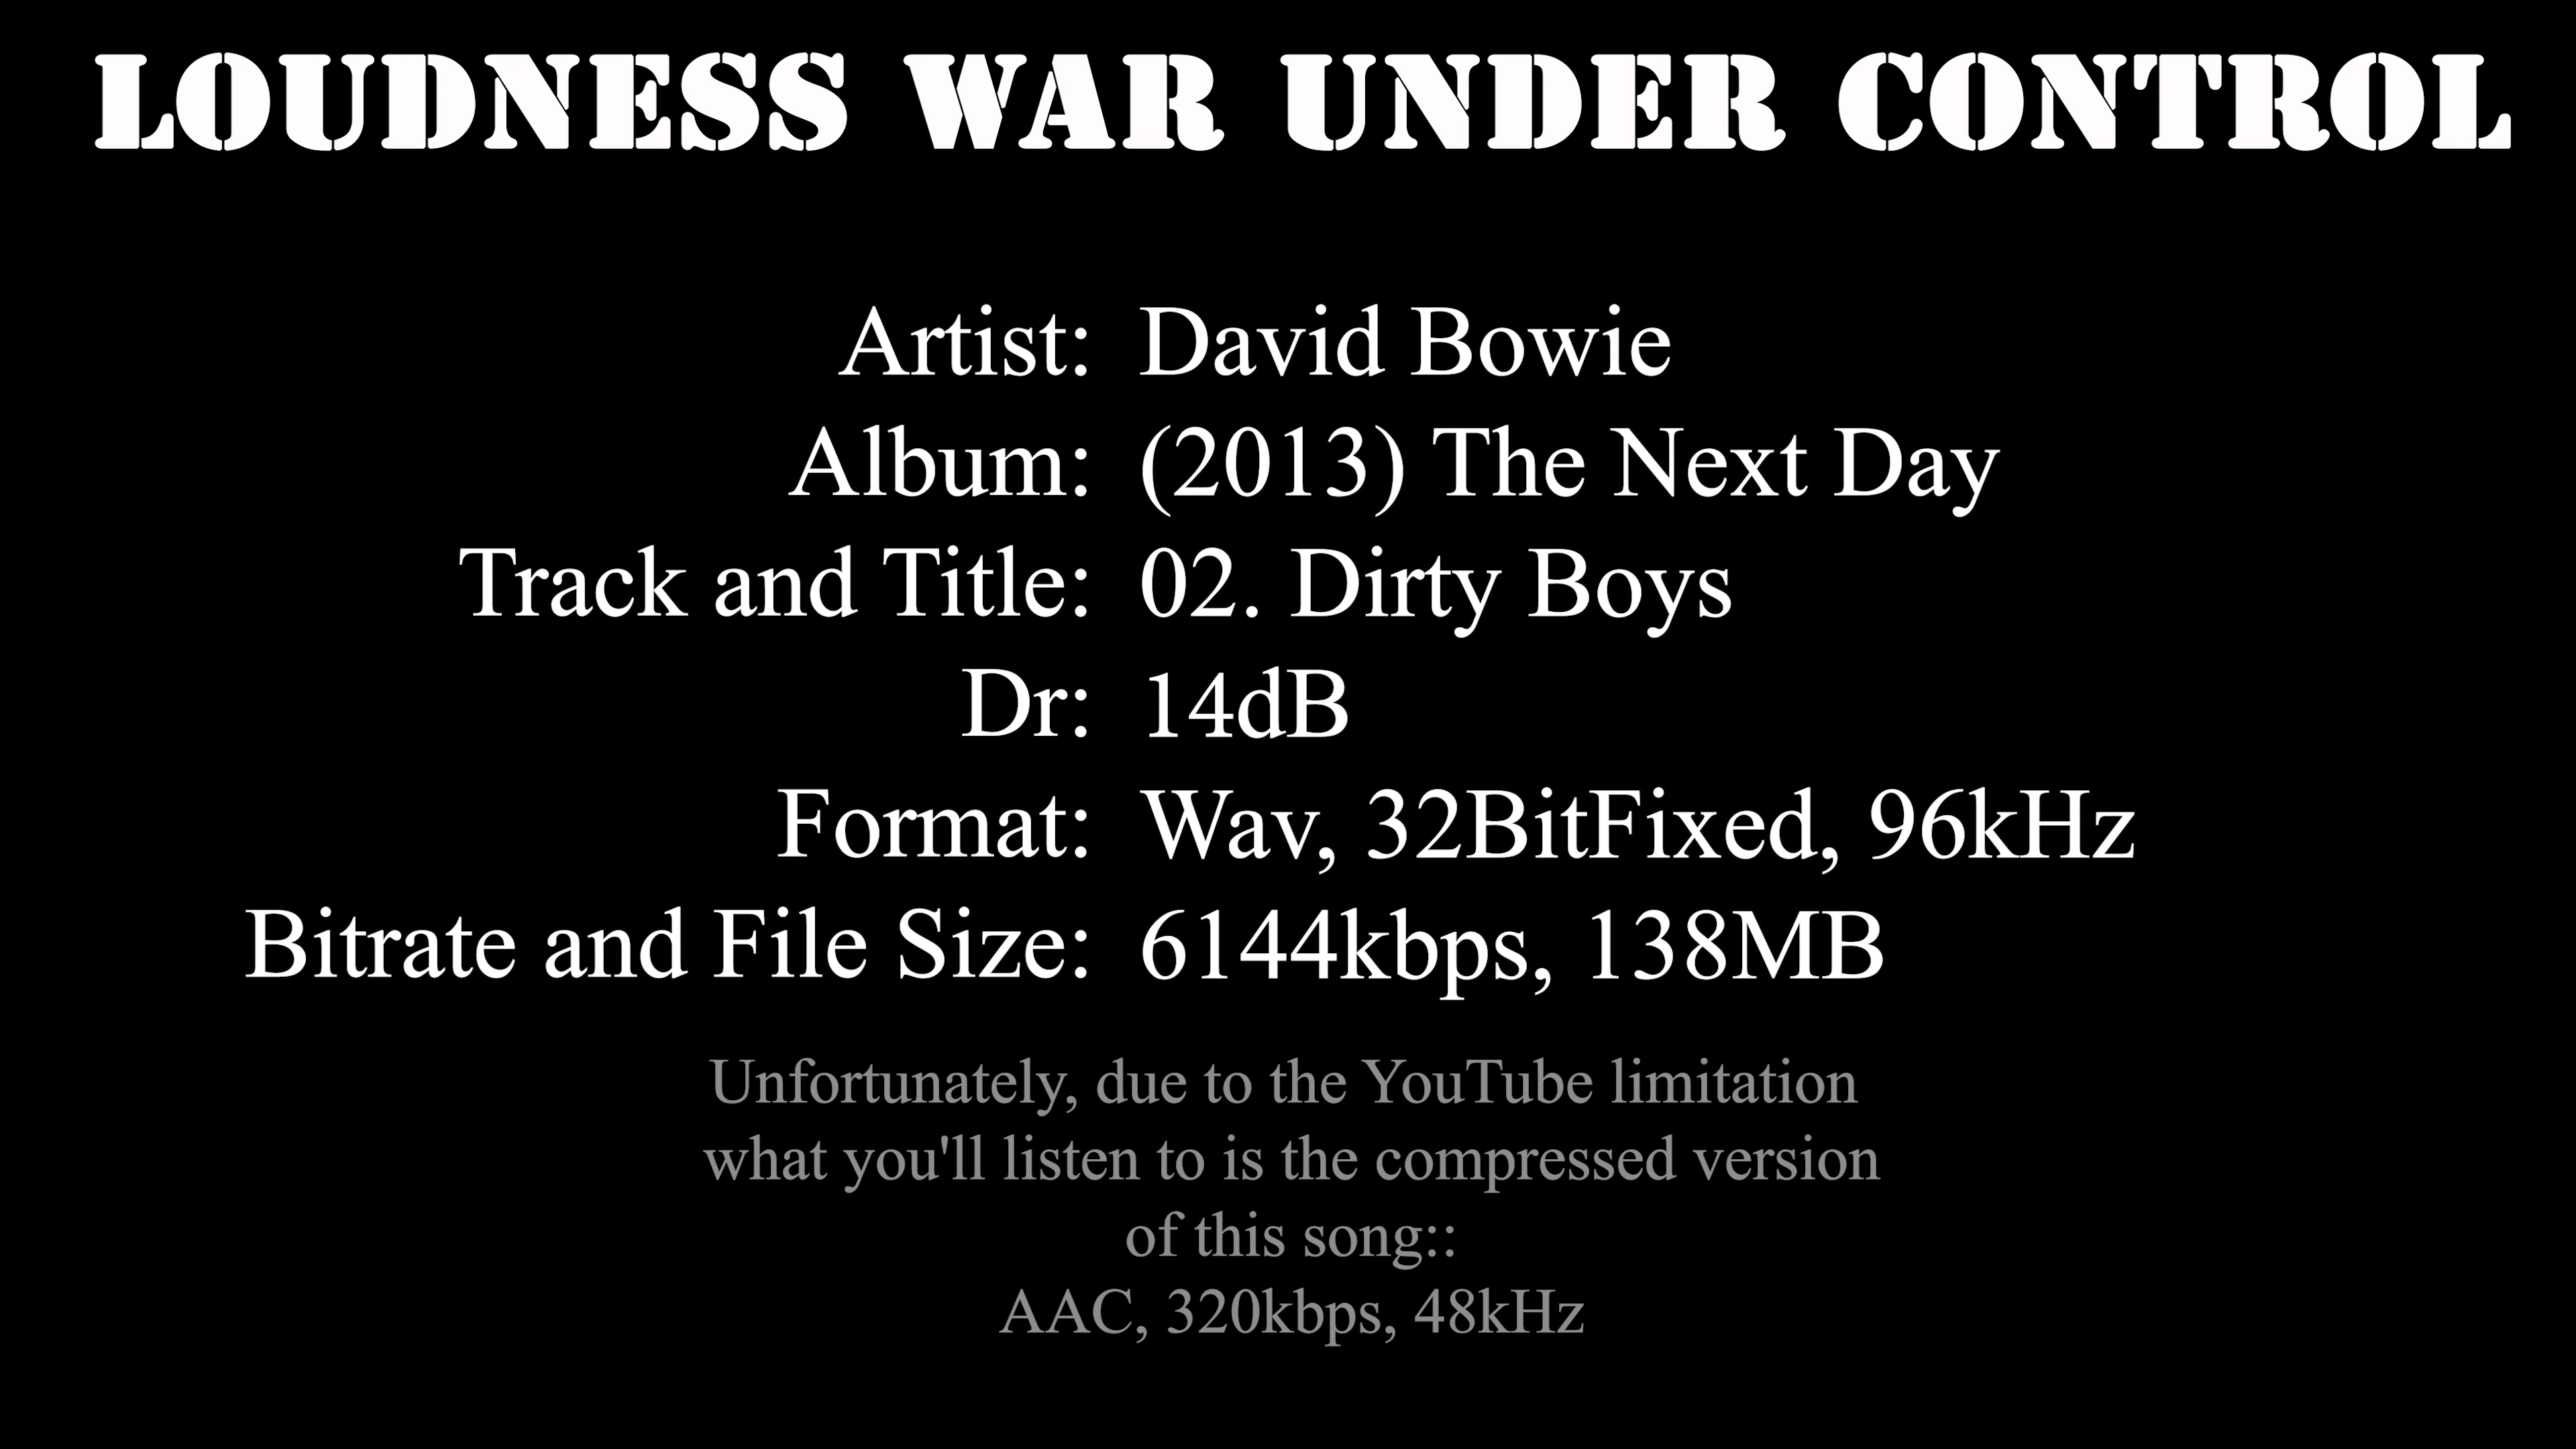 LOUDNESS WAR UNDER CONTROL
Artist: David Bowie
Album: (2013) The Next Day
Track and Title: 02. Dirty Boys
Dr: 14dB
Format: Wav, 32BitFixed, 96kHz
Bitrate and File Size: 6144kbps, 138MB
Unfortunately, due to the YouTube limitation
what you'll listen to is the compressed version
of this song::
AAC, 320kbps, 48kHz